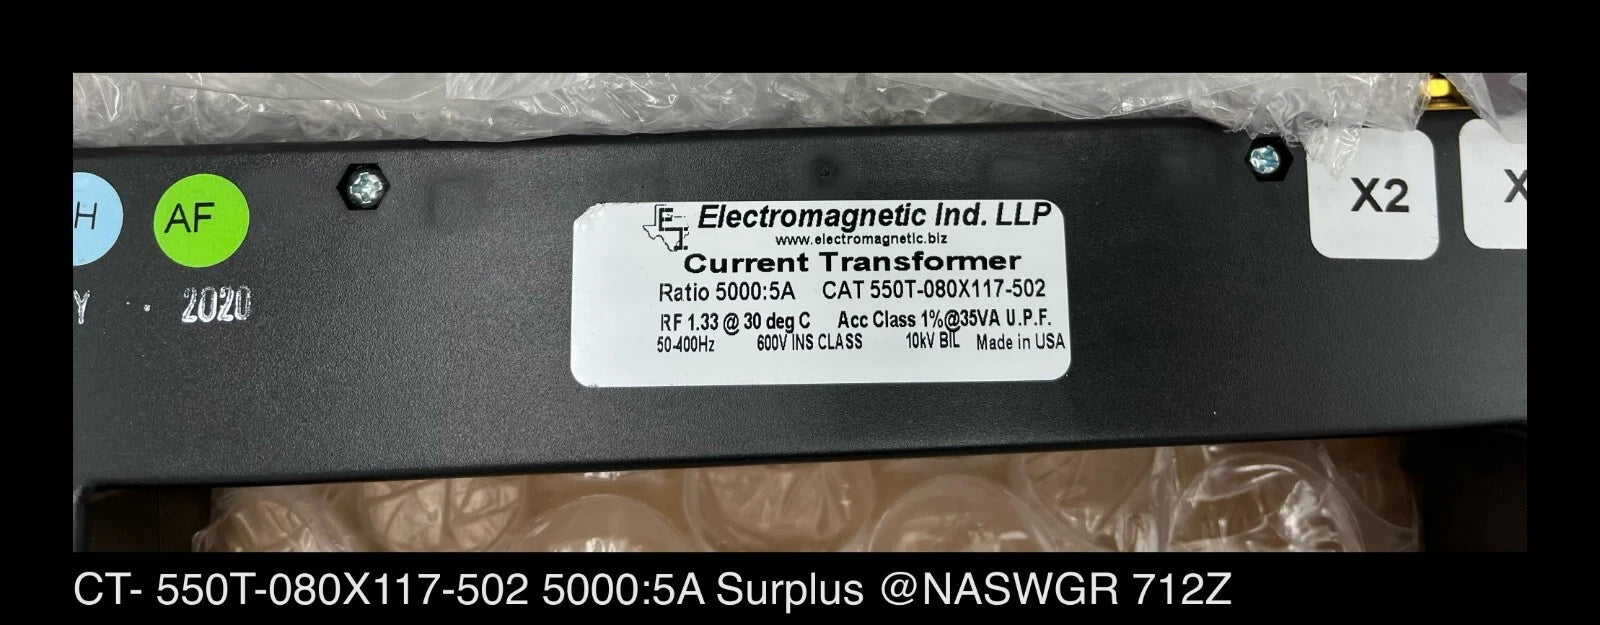 H
AF
Y . 2020
EI
Electromagnetic Ind. LLP
www.electromagnetic.biz
Current Transformer
Ratio 5000:5A CAT 550T-080X117-502
RF 1.33 @ 30 deg C Acc Class 1%@35VA U.P.F.
50-400Hz 600V INS CLASS 10kV BIL Made in USA
X2
X
CT- 550T-080X117-502 5000:5A Surplus @NASWGR 712Z